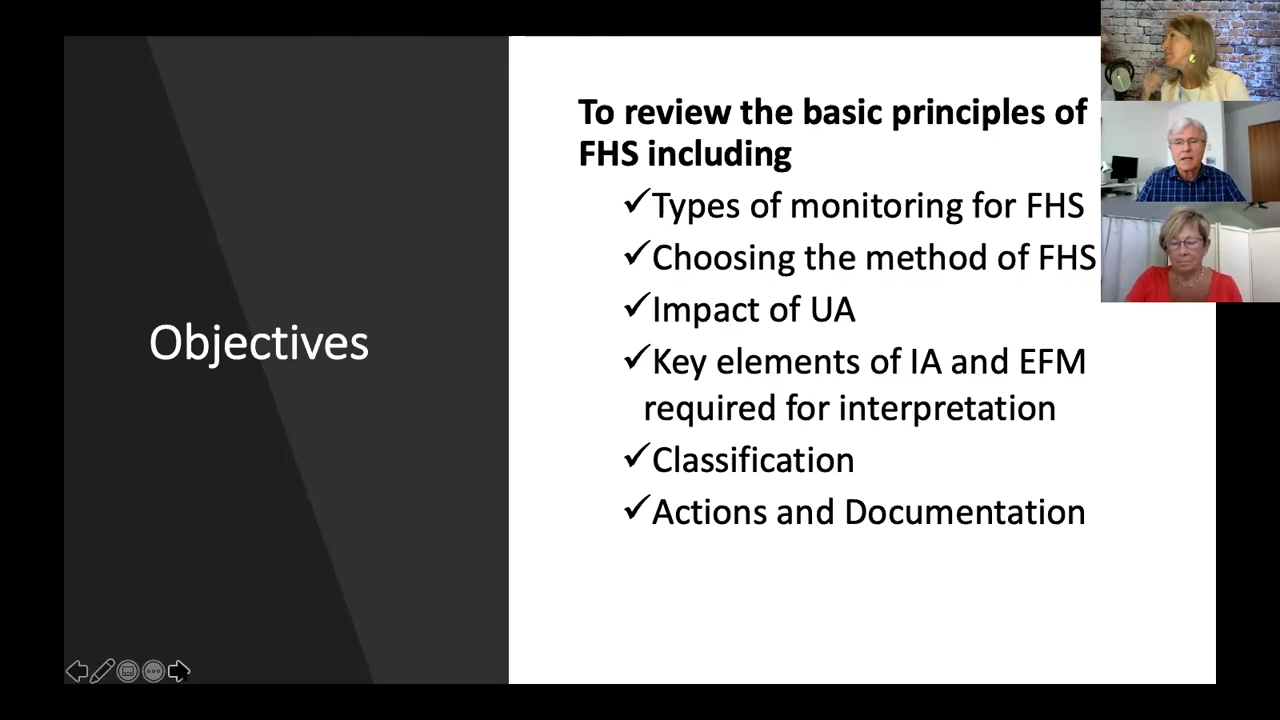 Objectives
To review the basic principles of
FHS including
✓Types of monitoring for FHS
✓Choosing the method of FHS
✓Impact of UA
✓Key elements of IA and EFM
required for interpretation
✓Classification
✓Actions and Documentation